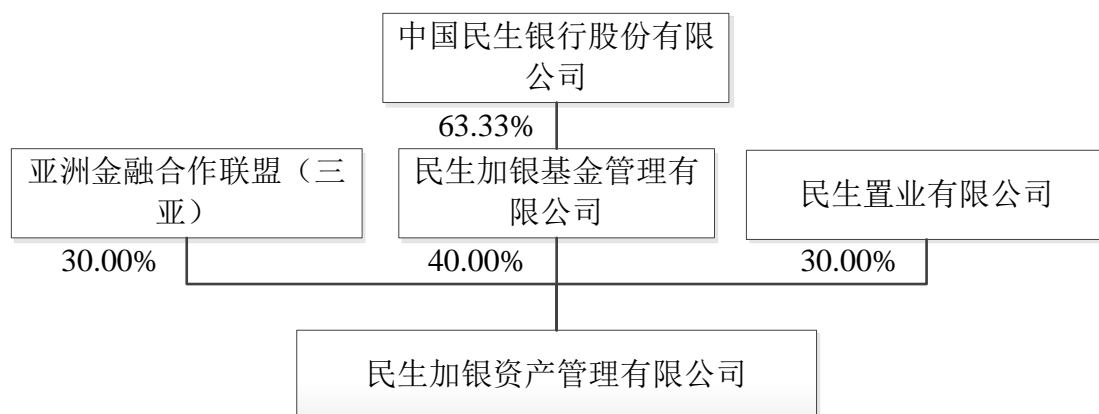 中国民生银行股份有限
公司
63.33%
亚洲金融合作联盟（三
亚）
民生加银基金管理有
限公司
民生置业有限公司
30.00%
40.00%
30.00%
民生加银资产管理有限公司